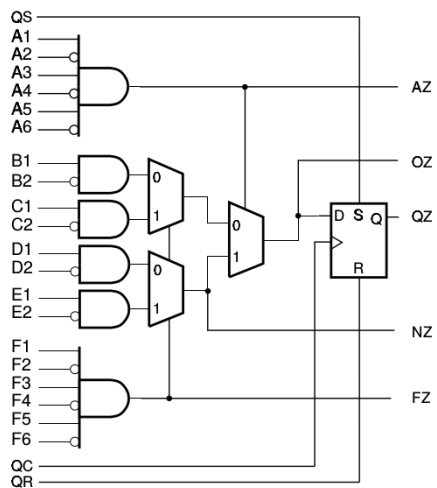 QS
A1
A2
A3
A4
A5
A6
AZ
B1
B2
0
OZ
C1
C2
1
0
D S Q
QZ
D1
D2
0
1
R
E1
E2
1
NZ
F1
F2
F3
F4
F5
F6
FZ
QC
QR